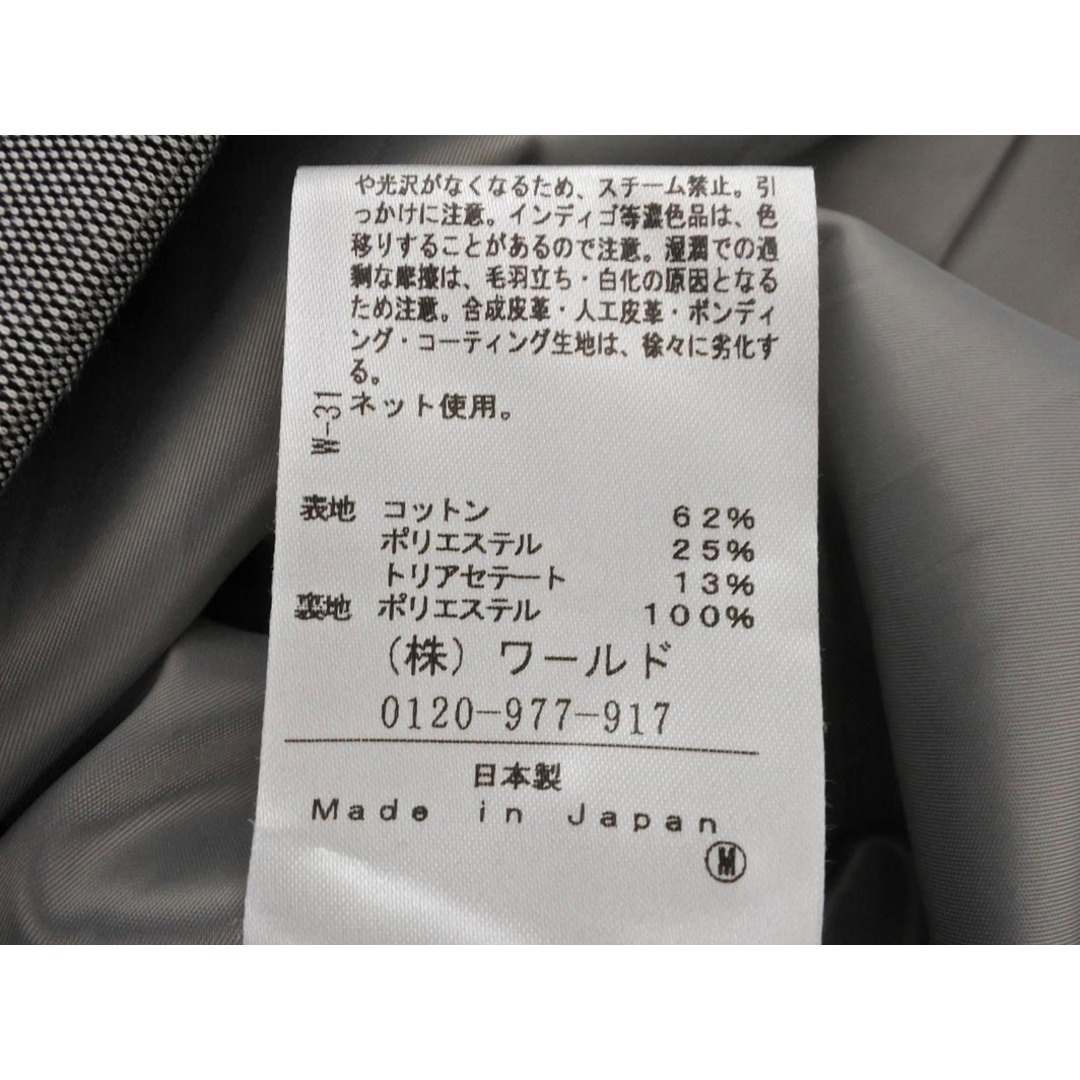 や光沢がなくなるため、スチーム禁止。引
っかけに注意。インディゴ等濃色品は、色
移りすることがあるので注意。湿潤での過
剰な摩擦は、毛羽立ち・白化の原因となる
ため注意。合成皮革・人工皮革・ボンディ
ング・コーティング生地は、徐々に劣化す
る。
ネット使用。
W-31
表地 コットン 62%
ポリエステル 25%
トリアセテート 13%
裏地 ポリエステル 100%
(株) ワールド
0120-977-917
日本製
Made in Japan
M